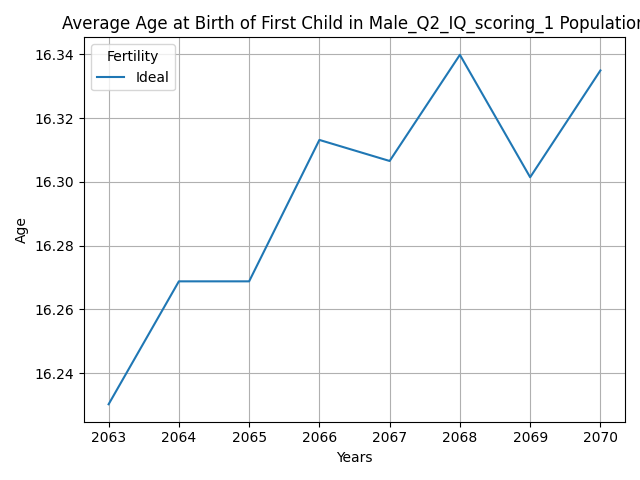 Average Age at Birth of First Child in Male_Q2_IQ_scoring_1 Population
Fertility
Ideal
16.34
16.32
16.30
16.28
16.26
16.24
Age
2063 2064 2065 2066 2067 2068 2069 2070
Years